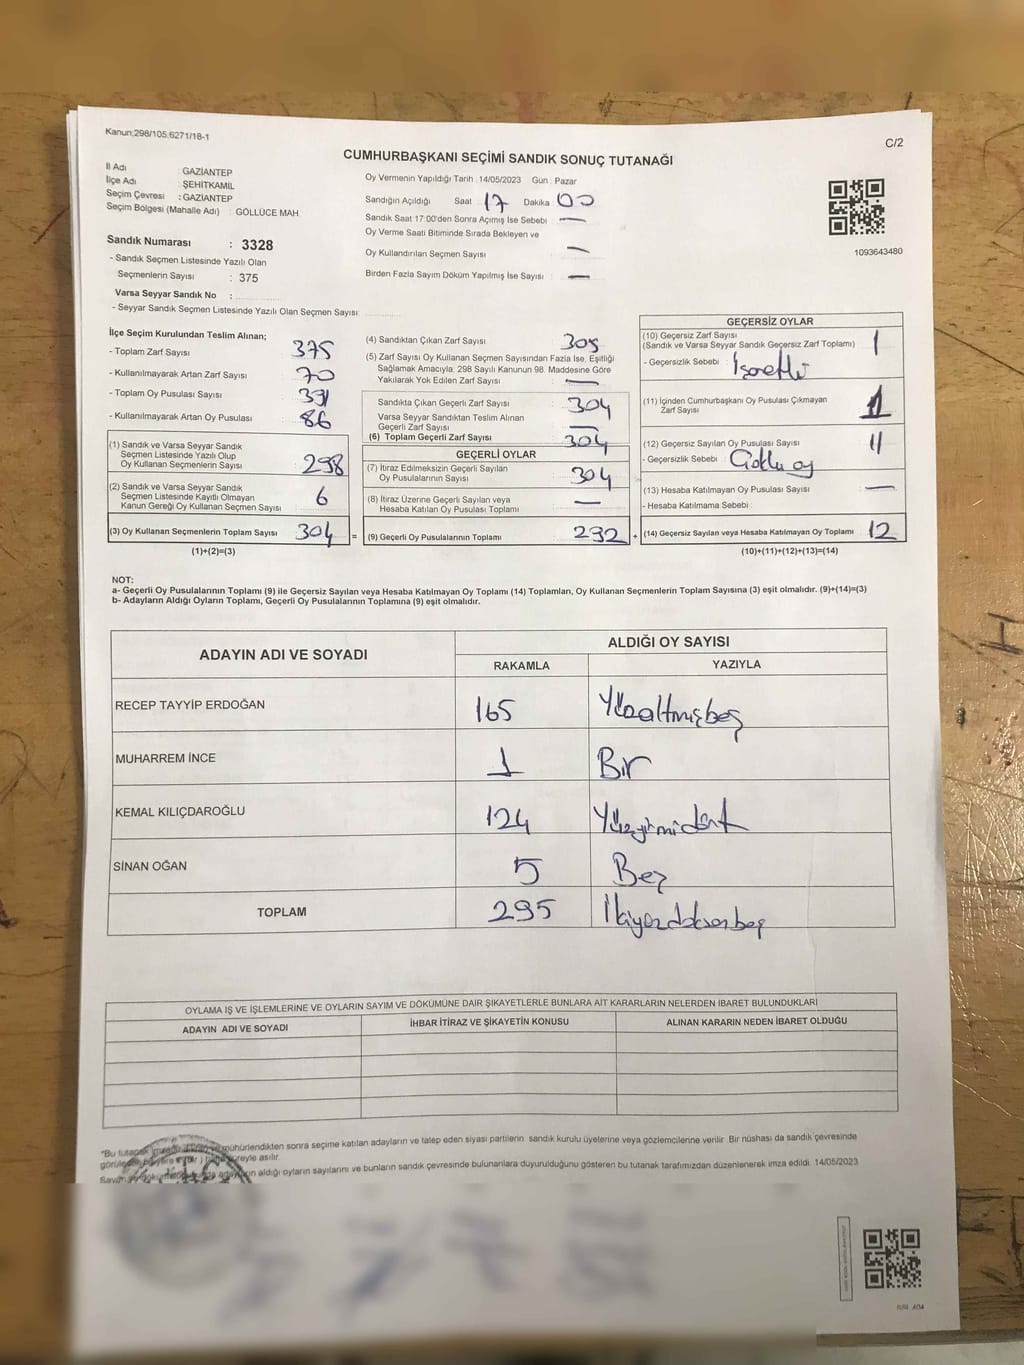 Kanun;298/105,6271/18-1
C/2
CUMHURBAŞKANI SEÇİMİ SANDIK SONUÇ TUTANAĞI
İl Adı : GAZİANTEP
İlçe Adı : ŞEHİTKAMİL
Seçim Çevresi : GAZİANTEP
Seçim Bölgesi (Mahalle Adı) : GÖLLÜCE MAH.
Sandık Numarası : 3328
- Sandık Seçmen Listesinde Yazılı Olan
Seçmenlerin Sayısı : 375
Varsa Seyyar Sandık No :
- Seyyar Sandık Seçmen Listesinde Yazılı Olan Seçmen Sayısı:
Oy Vermenin Yapıldığı Tarih : 14/05/2023 Gün : Pazar
Sandığın Açıldığı Saat 17 Dakika 00
Sandık Saat 17:00'den Sonra Açılmış İse Sebebi : —
Oy Verme Saati Bitiminde Sırada Bekleyen ve
Oy Kullandırılan Seçmen Sayısı —
Birden Fazla Sayım Döküm Yapılmış İse Sayısı : —
1093643480
İlçe Seçim Kurulundan Teslim Alınan;
- Toplam Zarf Sayısı 375
- Kullanılmayarak Artan Zarf Sayısı 70
- Toplam Oy Pusulası Sayısı 391
- Kullanılmayarak Artan Oy Pusulası 86
(1) Sandık ve Varsa Seyyar Sandık
Seçmen Listesinde Yazılı Olup
Oy Kullanan Seçmenlerin Sayısı 298
(2) Sandık ve Varsa Seyyar Sandık
Seçmen Listesinde Kayıtlı Olmayan
Kanun Gereği Oy Kullanan Seçmen Sayısı 6
(3) Oy Kullanan Seçmenlerin Toplam Sayısı 304 =
(1)+(2)=(3)
(4) Sandıktan Çıkan Zarf Sayısı 305
(5) Zarf Sayısı Oy Kullanan Seçmen Sayısından Fazla İse, Eşitliği
Sağlamak Amacıyla, 298 Sayılı Kanunun 98. Maddesine Göre
Yakılarak Yok Edilen Zarf Sayısı —
Sandıkta Çıkan Geçerli Zarf Sayısı 304
Varsa Seyyar Sandıktan Teslim Alınan
Geçerli Zarf Sayısı —
(6) Toplam Geçerli Zarf Sayısı 304
GEÇERLİ OYLAR
(7) İtiraz Edilmeksizin Geçerli Sayılan
Oy Pusulalarının Sayısı 304
(8) İtiraz Üzerine Geçerli Sayılan veya
Hesaba Katılan Oy Pusulası Toplamı —
(9) Geçerli Oy Pusulalarının Toplamı 292 +
GEÇERSİZ OYLAR
(10) Geçersiz Zarf Sayısı
(Sandık ve Varsa Seyyar Sandık Geçersiz Zarf Toplamı) 1
- Geçersizlik Sebebi : İşaretli
(11) İçinden Cumhurbaşkanı Oy Pusulası Çıkmayan
Zarf Sayısı 1
(12) Geçersiz Sayılan Oy Pusulası Sayısı 11
- Geçersizlik Sebebi : Çoklu oy
(13) Hesaba Katılmayan Oy Pusulası Sayısı —
- Hesaba Katılmama Sebebi :
(14) Geçersiz Sayılan veya Hesaba Katılmayan Oy Toplamı 12
(10)+(11)+(12)+(13)=(14)
NOT:
a- Geçerli Oy Pusulalarının Toplamı (9) ile Geçersiz Sayılan veya Hesaba Katılmayan Oy Toplamı (14) Toplamları, Oy Kullanan Seçmenlerin Toplam Sayısına (3) eşit olmalıdır. (9)+(14)=(3)
b- Adayların Aldığı Oyların Toplamı, Geçerli Oy Pusulalarının Toplamına (9) eşit olmalıdır.
ADAYIN ADI VE SOYADI
ALDIĞI OY SAYISI
RAKAMLA YAZIYLA
RECEP TAYYİP ERDOĞAN 165 Yüzaltmışbeş
MUHARREM İNCE 1 Bir
KEMAL KILIÇDAROĞLU 124 Yüzyirmidört
SİNAN OĞAN 5 Beş
TOPLAM 295 İkiyüzdoksanbeş
OYLAMA İŞ VE İŞLEMLERİNE VE OYLARIN SAYIM VE DÖKÜMÜNE DAİR ŞİKAYETLERLE BUNLARA AİT KARARLARIN NELERDEN İBARET BULUNDUKLARI
ADAYIN ADI VE SOYADI İHBAR İTİRAZ VE ŞİKAYETİN KONUSU ALINAN KARARIN NEDEN İBARET OLDUĞU
*Bu tutanak mühürlendikten sonra seçime katılan adayların ve talep eden siyasi partilerin sandık kurulu üyelerine veya gözlemcilerine verilir. Bir nüshası da sandık çevresinde
süreyle asılır.
aldığı oyların sayılarını ve bunların sandık çevresinde bulunanlara duyurulduğunu gösteren bu tutanak tarafımızdan düzenlenerek imza edildi. 14/05/2023